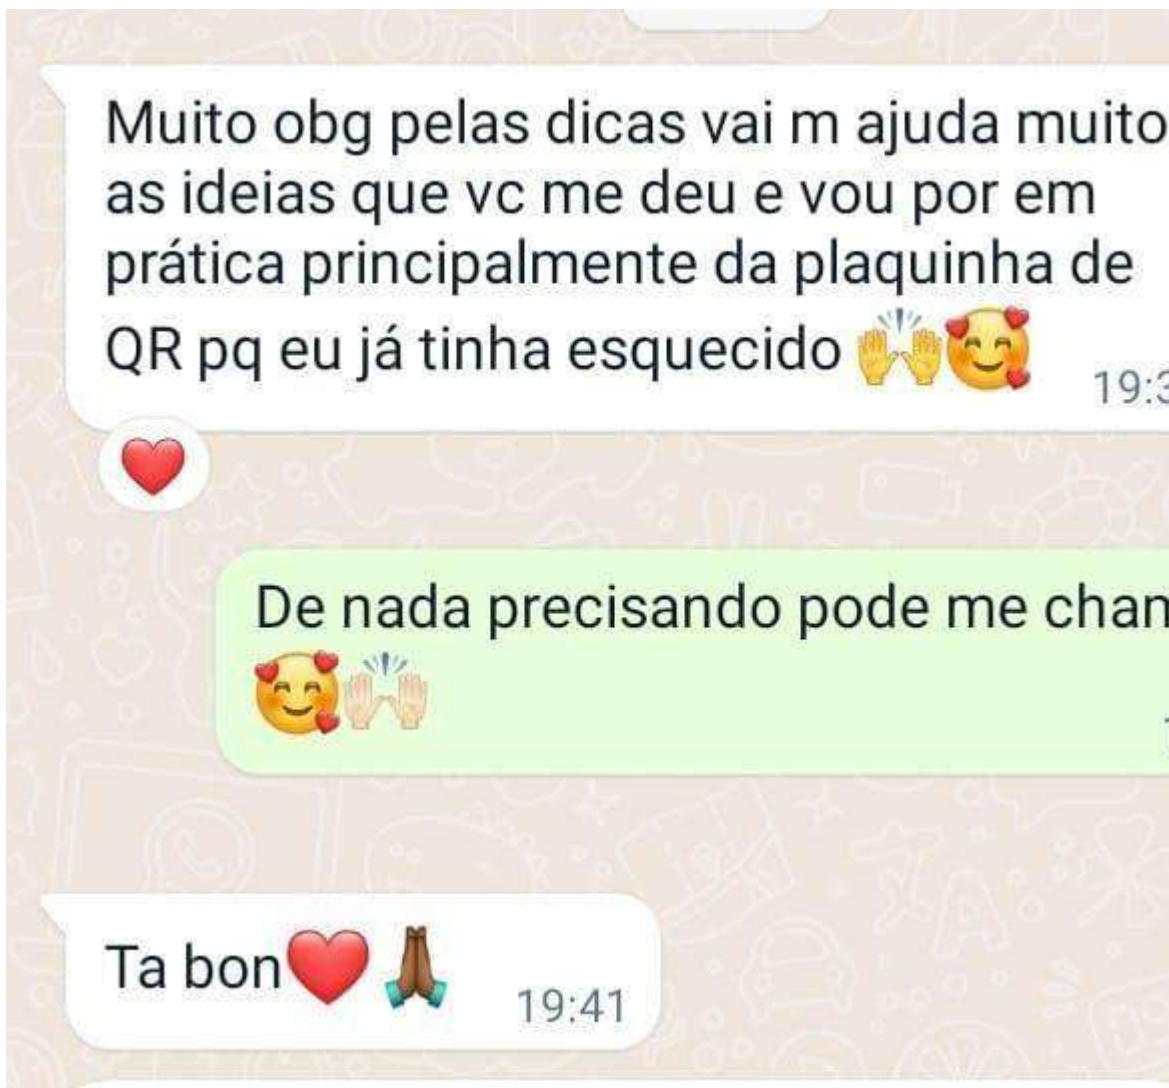 Muito obg pelas dicas vai m ajuda muito
as ideias que vc me deu e vou por em
prática principalmente da plaquinha de
QR pq eu já tinha esquecido 🙌🥰
De nada precisando pode me
🥰🙌🏻
Ta bon❤️🙏🏾
19:41